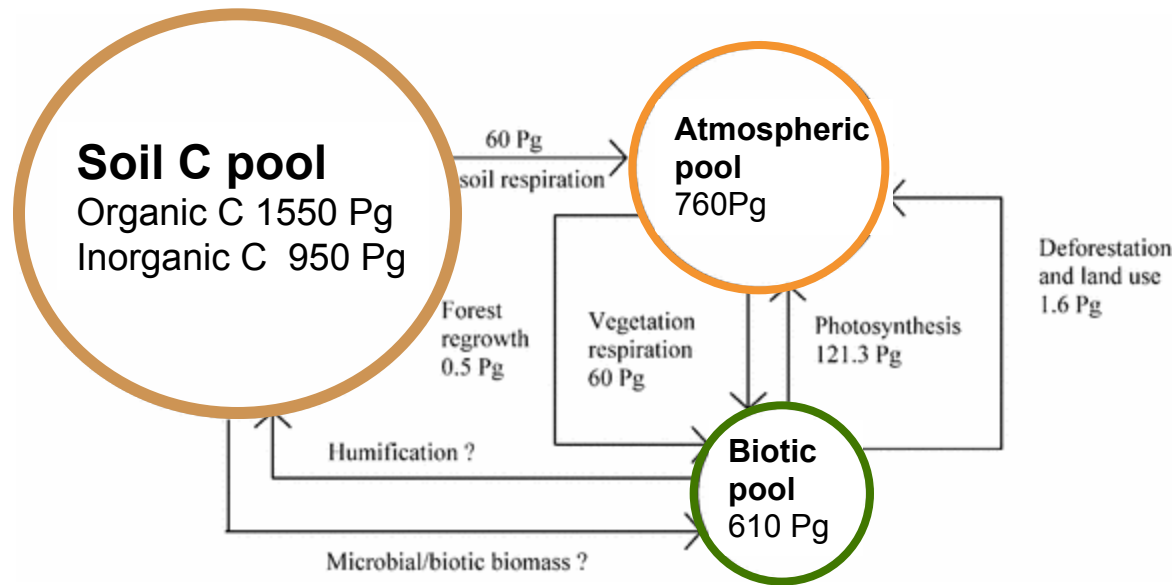 Soil C pool
Organic C 1550 Pg
Inorganic C  950 Pg
60 Pg
soil respiration
Atmospheric
pool
760Pg
Deforestation
and land use
1.6 Pg
Forest
regrowth
0.5 Pg
Vegetation
respiration
60 Pg
Photosynthesis
121.3 Pg
Humification ?
Biotic
pool
610 Pg
Microbial/biotic biomass ?